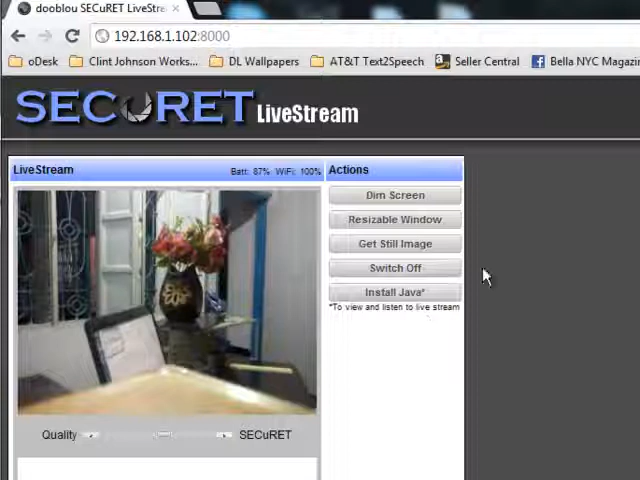 dooblou SECuRET LiveStre
192.168.1.102:8000
oDesk Clint Johnson Works... DL Wallpapers AT&T Text2Speech Seller Central Bella NYC Magazi
SECURET LiveStream
LiveStream Batt: 87% WiFi: 100% Actions
Dim Screen
Resizable Window
Get Still Image
Switch Off
Install Java*
*To view and listen to live stream
Quality SECuRET